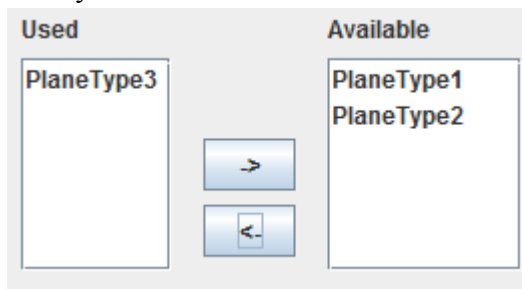 Used
Available
PlaneType3
PlaneType1
PlaneType2
->
<-